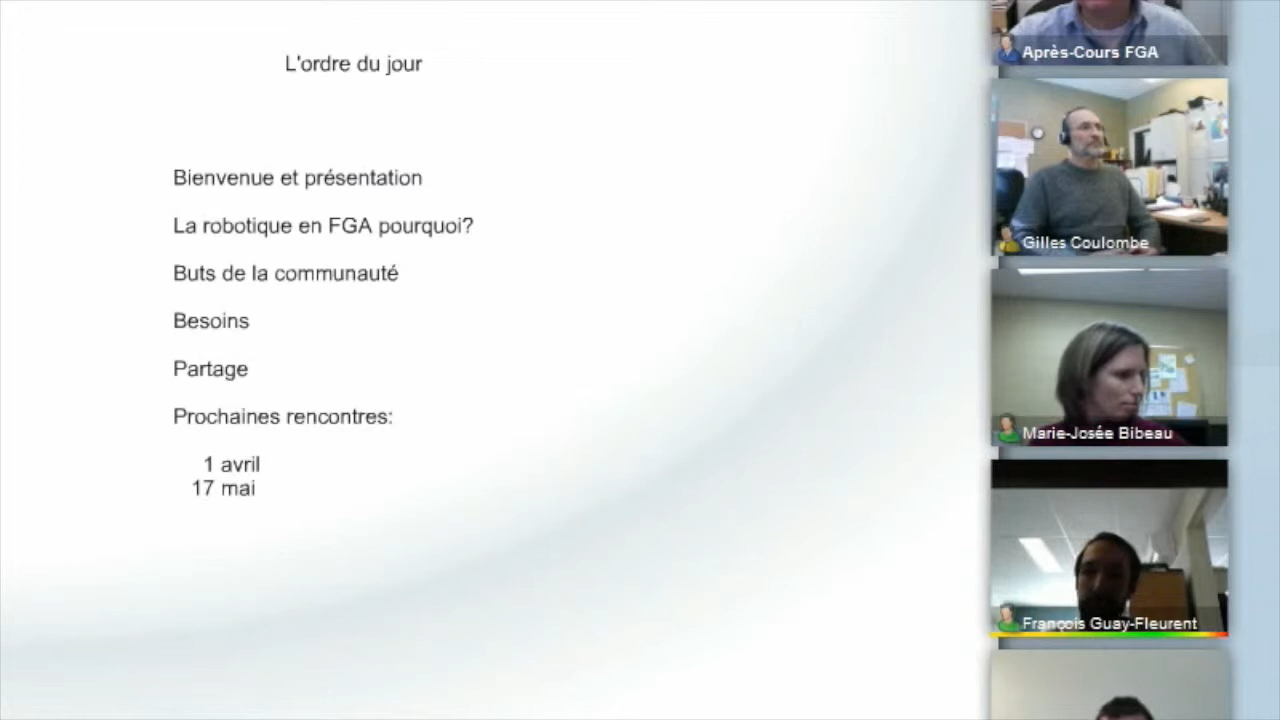 L'ordre du jour
Bienvenue et présentation
La robotique en FGA pourquoi?
Buts de la communauté
Besoins
Partage
Prochaines rencontres:
1 avril
17 mai
Après-Cours FGA
Gilles Coulombe
Marie-Josée Bibeau
François Guay-Fleurent